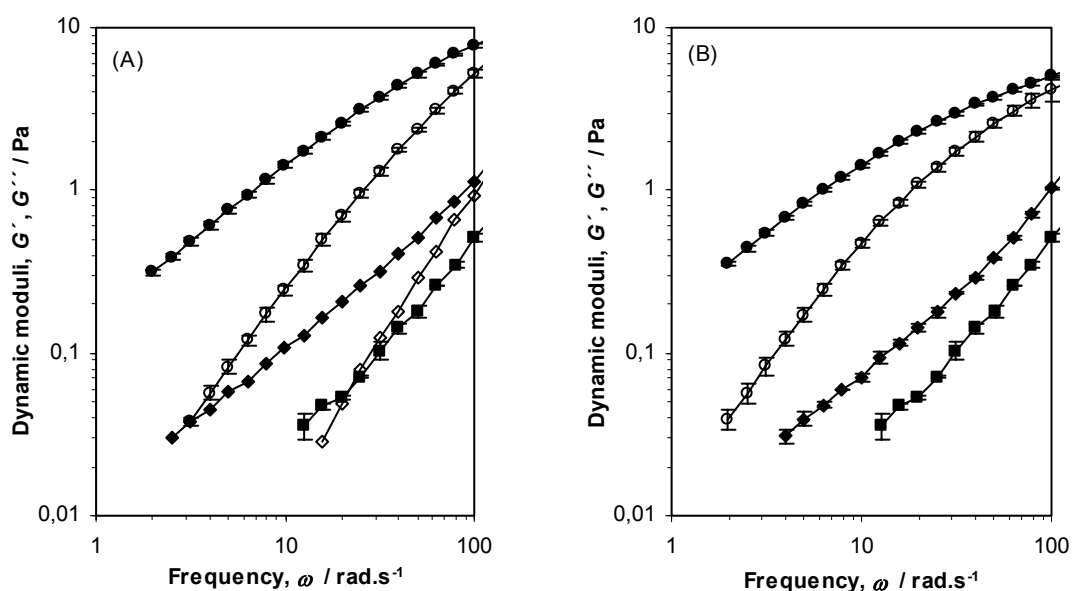 (A)
Dynamic moduli, G´, G´´ / Pa
10
1
0,1
0,01
1
10
100
Frequency, ω / rad.s-1
(B)
Dynamic moduli, G´, G´´ / Pa
10
1
0,1
0,01
1
10
100
Frequency, ω / rad.s-1